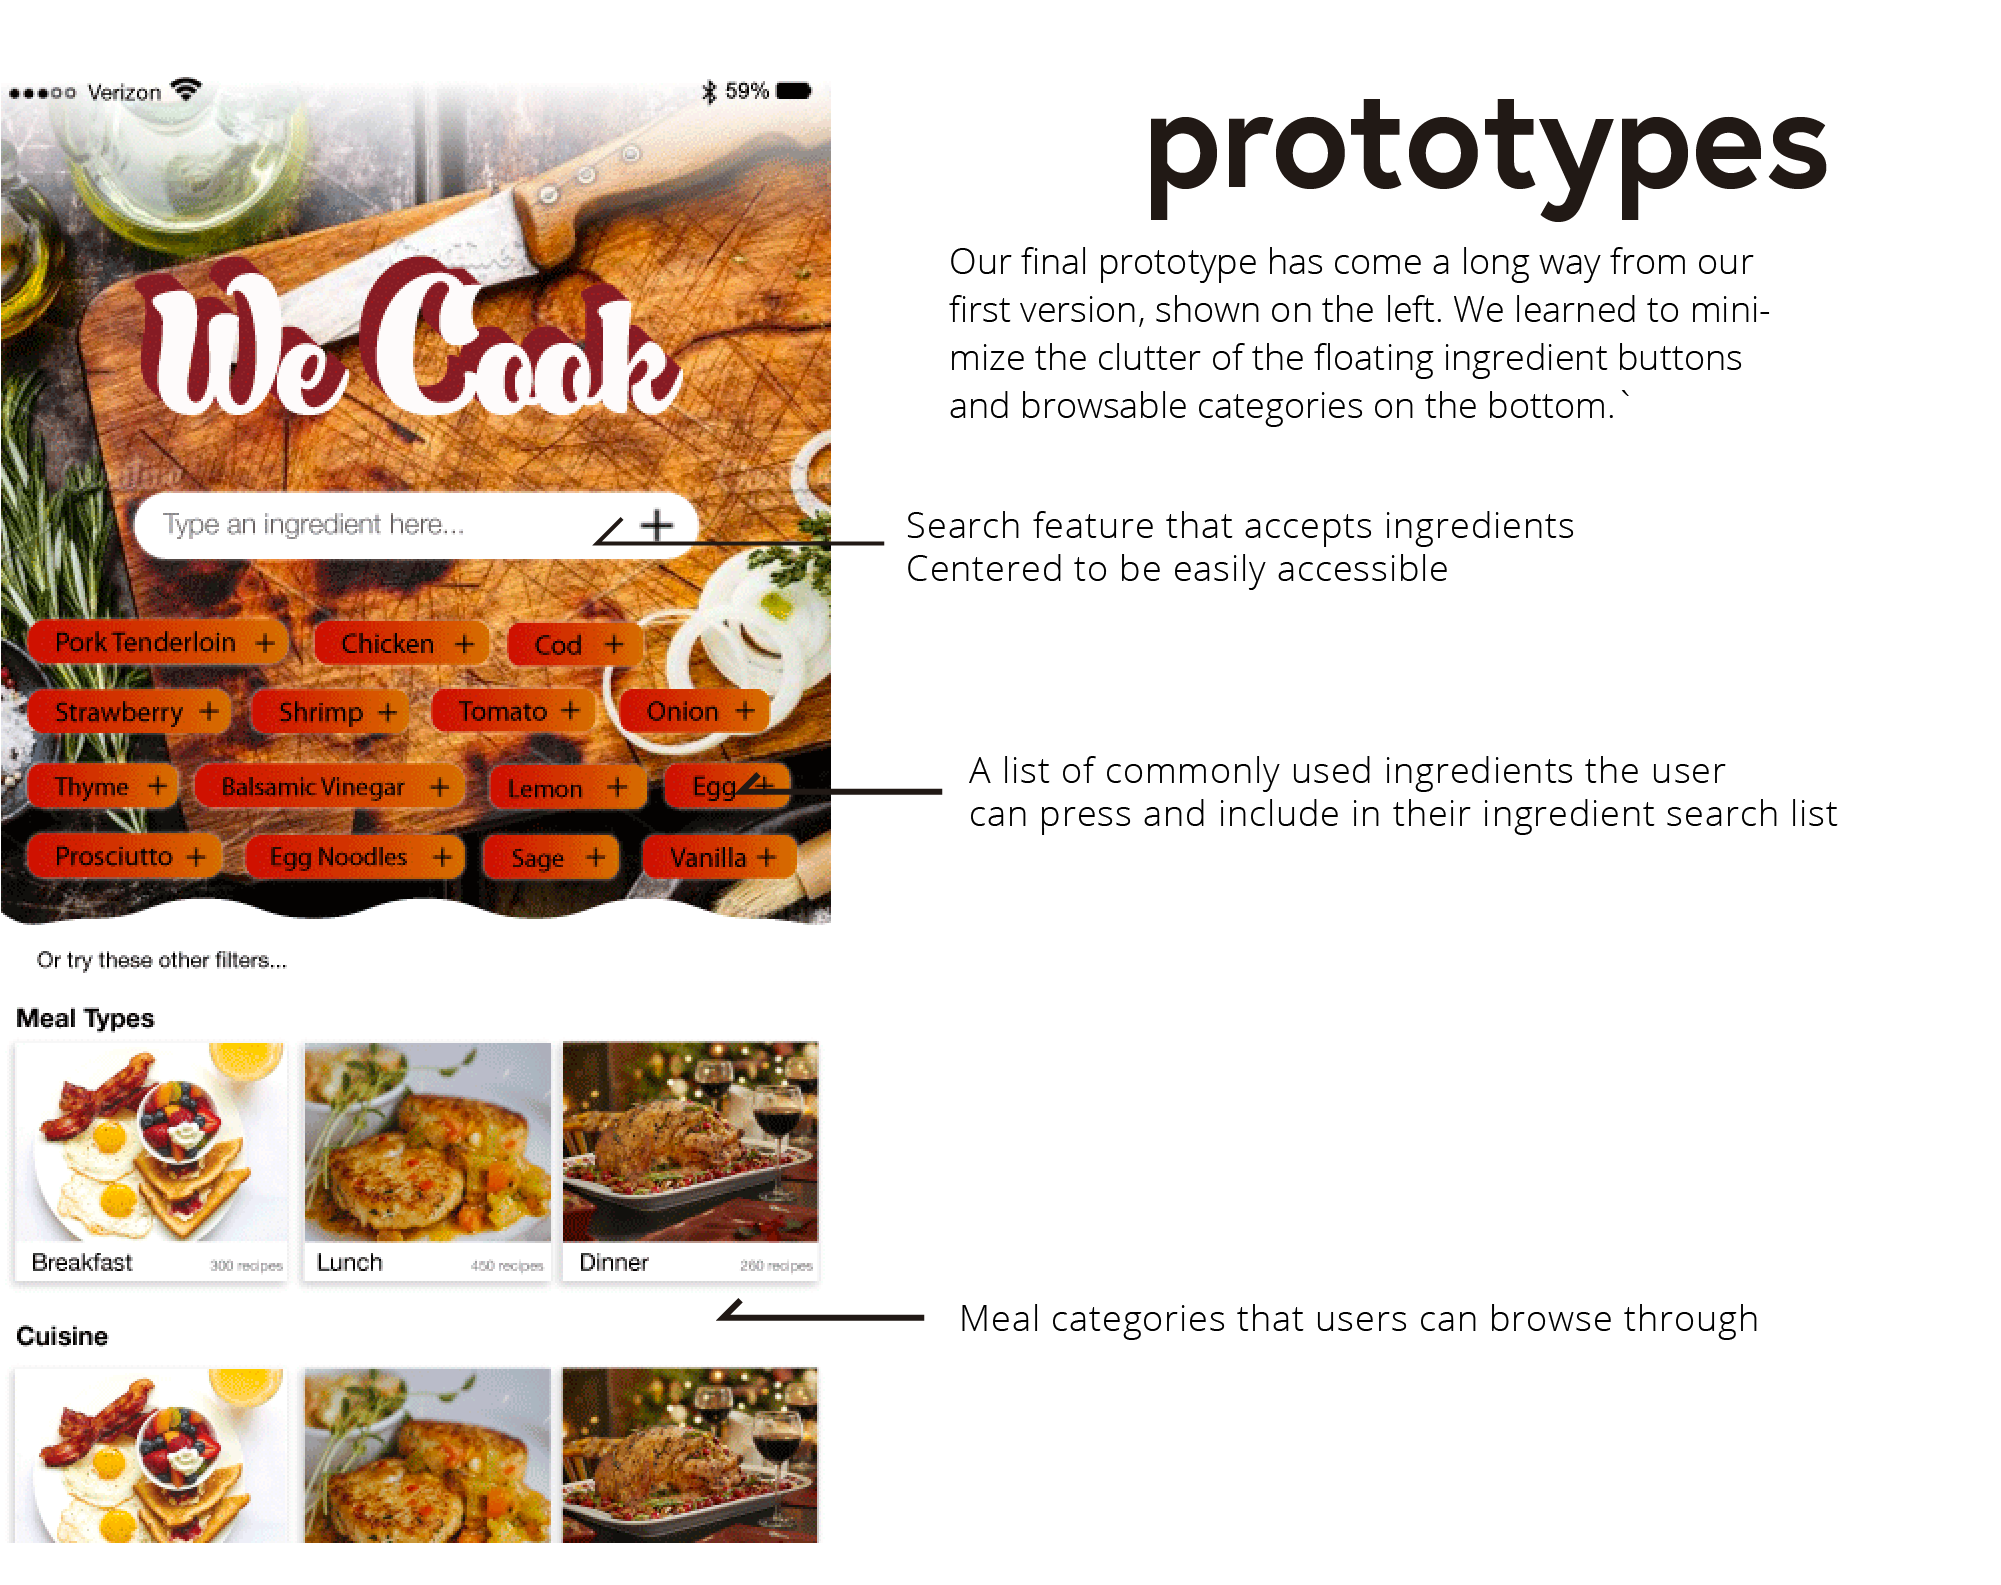 Verizon
59%
prototypes
Our final prototype has come a long way from our
first version, shown on the left. We learned to mini-
mize the clutter of the floating ingredient buttons
and browsable categories on the bottom.`
We Cook
Type an ingredient here... +
Search feature that accepts ingredients
Centered to be easily accessible
Pork Tenderloin + Chicken + Cod +
Strawberry + Shrimp + Tomato + Onion +
Thyme + Balsamic Vinegar + Lemon + Egg +
A list of commonly used ingredients the user
can press and include in their ingredient search list
Prosciutto + Egg Noodles + Sage + Vanilla +
Or try these other filters...
Meal Types
Breakfast 300 recipes
Lunch 450 recipes
Dinner 260 recipes
Meal categories that users can browse through
Cuisine